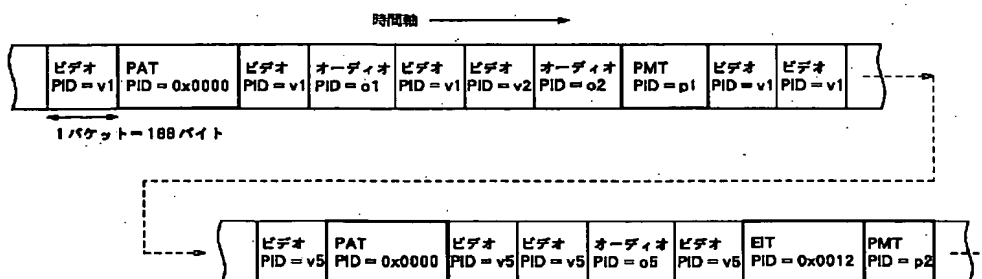 時間軸
ビデオ PAT ビデオ オーディオ ビデオ ビデオ オーディオ PMT ビデオ ビデオ
PID=v1 PID=0x0000 PID=v1 PID=o1 PID=v1 PID=v2 PID=o2 PID=p1 PID=v1 PID=v1
1パケット=188バイト
ビデオ PAT ビデオ ビデオ オーディオ ビデオ EIT PMT
PID=v5 PID=0x0000 PID=v5 PID=v5 PID=o5 PID=v5 PID=0x0012 PID=p2